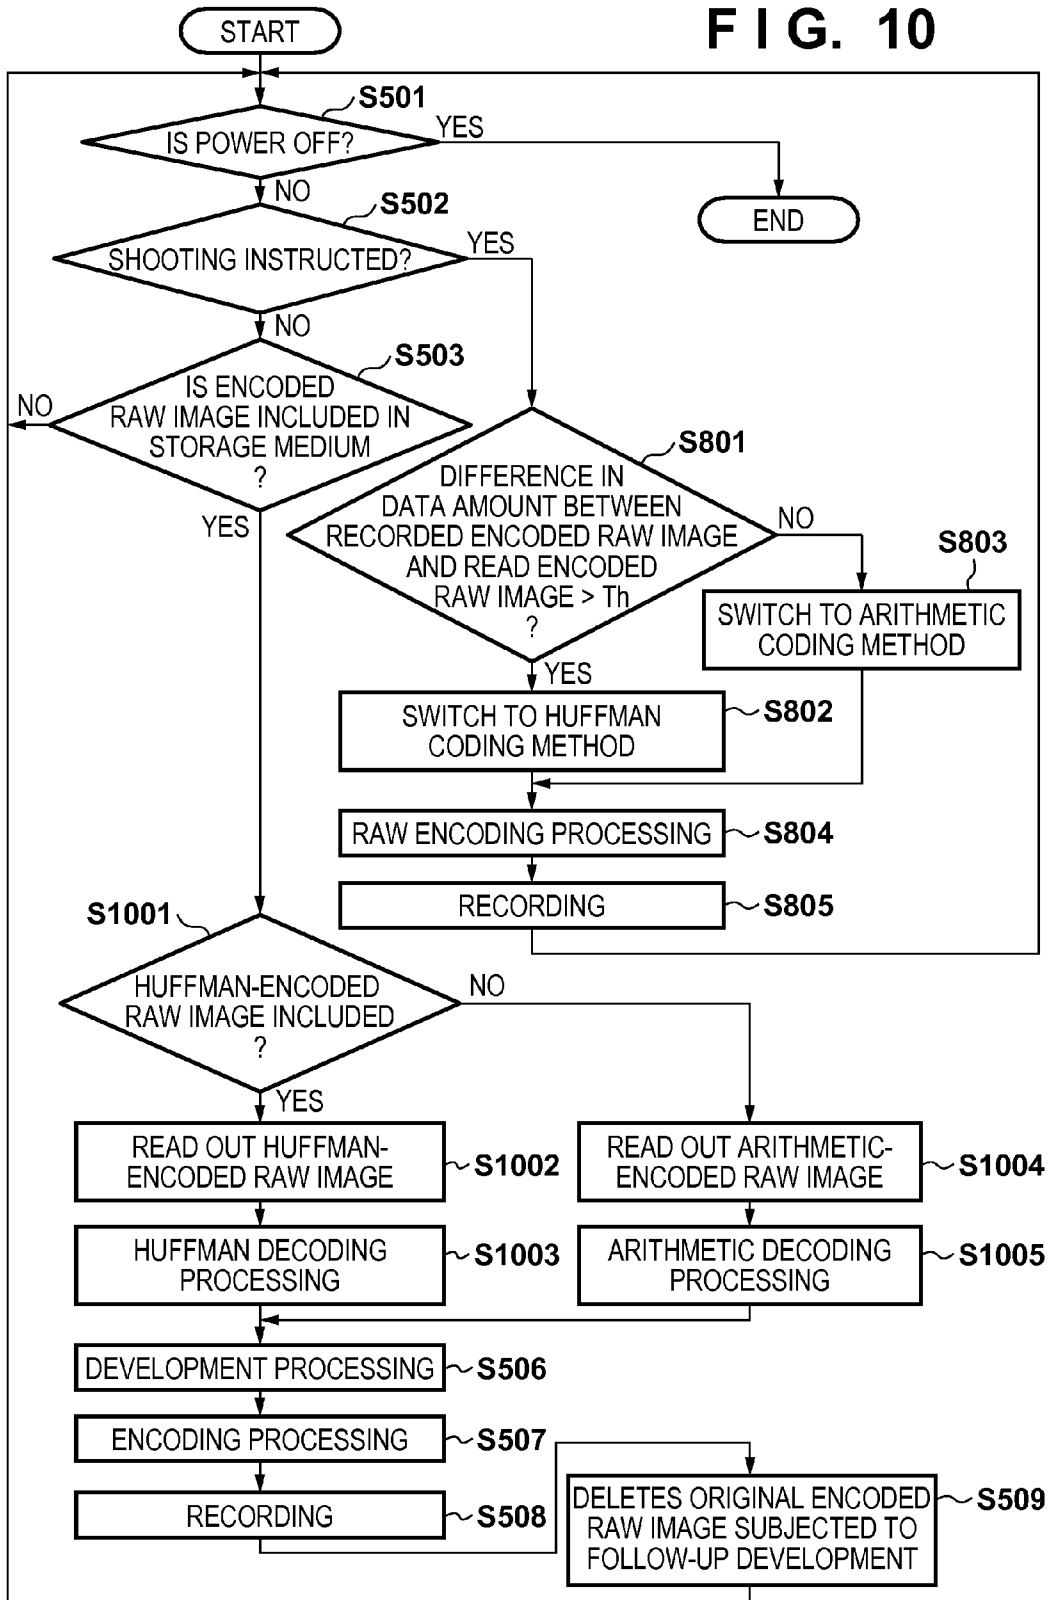 START
F I G. 10
S501
IS POWER OFF?
YES
NO
END
S502
SHOOTING INSTRUCTED?
YES
NO
S503
IS ENCODED
RAW IMAGE INCLUDED IN
STORAGE MEDIUM
?
NO
YES
S801
DIFFERENCE IN
DATA AMOUNT BETWEEN
RECORDED ENCODED RAW IMAGE
AND READ ENCODED
RAW IMAGE > Th
?
NO
YES
S803
SWITCH TO ARITHMETIC
CODING METHOD
SWITCH TO HUFFMAN
CODING METHOD
S802
RAW ENCODING PROCESSING
S804
RECORDING
S805
S1001
HUFFMAN-ENCODED
RAW IMAGE INCLUDED
?
NO
YES
READ OUT HUFFMAN-
ENCODED RAW IMAGE
S1002
READ OUT ARITHMETIC-
ENCODED RAW IMAGE
S1004
HUFFMAN DECODING
PROCESSING
S1003
ARITHMETIC DECODING
PROCESSING
S1005
DEVELOPMENT PROCESSING
S506
ENCODING PROCESSING
S507
RECORDING
S508
DELETES ORIGINAL ENCODED
RAW IMAGE SUBJECTED TO
FOLLOW-UP DEVELOPMENT
S509